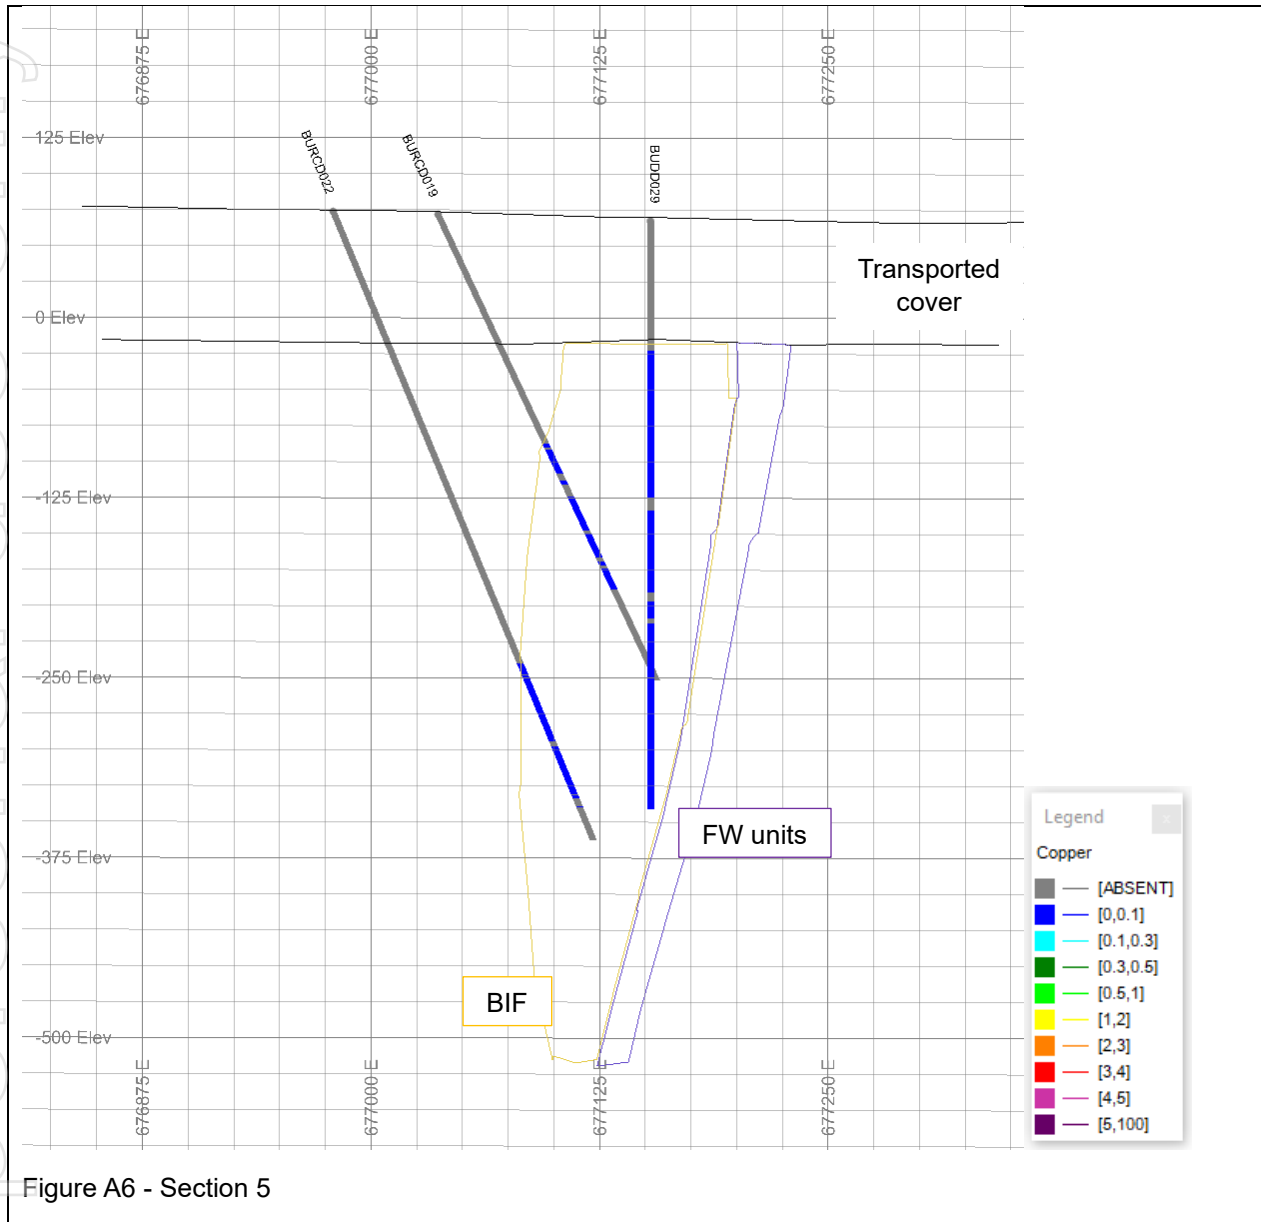 676875 E
677000 E
677125 E
677250 E
125 Elev
BURCD022
BURCD019
BUDD029
Transported
cover
0 Elev
-125 Elev
-250 Elev
FW units
-375 Elev
BIF
-500 Elev
676875 E
677000 E
677125 E
677250 E
Legend
x
Copper
[ABSENT]
[0,0.1]
[0.1,0.3]
[0.3,0.5]
[0.5,1]
[1,2]
[2,3]
[3,4]
[4,5]
[5,100]
Figure A6 - Section 5